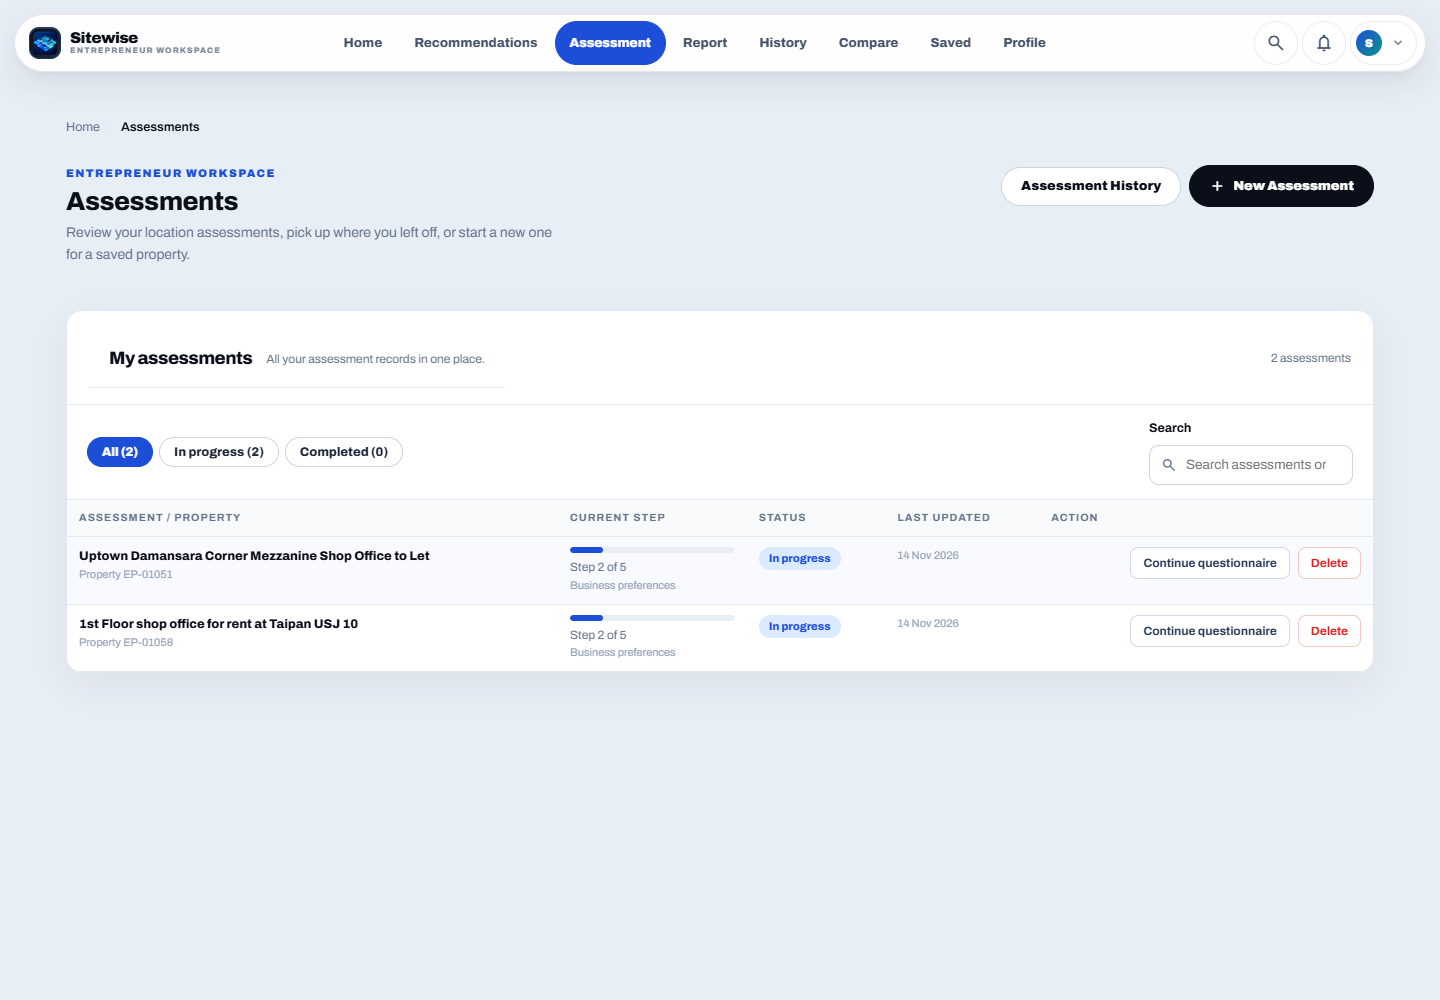 Sitewise
ENTREPRENEUR WORKSPACE
Home
Recommendations
Assessment
Report
History
Compare
Saved
Profile
S
Home
Assessments
ENTREPRENEUR WORKSPACE
Assessments
Review your location assessments, pick up where you left off, or start a new one
for a saved property.
Assessment History
+ New Assessment
My assessments
All your assessment records in one place.
2 assessments
All (2)
In progress (2)
Completed (0)
Search
Search assessments or
ASSESSMENT / PROPERTY
CURRENT STEP
STATUS
LAST UPDATED
ACTION
Uptown Damansara Corner Mezzanine Shop Office to Let
Property EP-01051
Step 2 of 5
Business preferences
In progress
14 Nov 2026
Continue questionnaire
Delete
1st Floor shop office for rent at Taipan USJ 10
Property EP-01058
Step 2 of 5
Business preferences
In progress
14 Nov 2026
Continue questionnaire
Delete